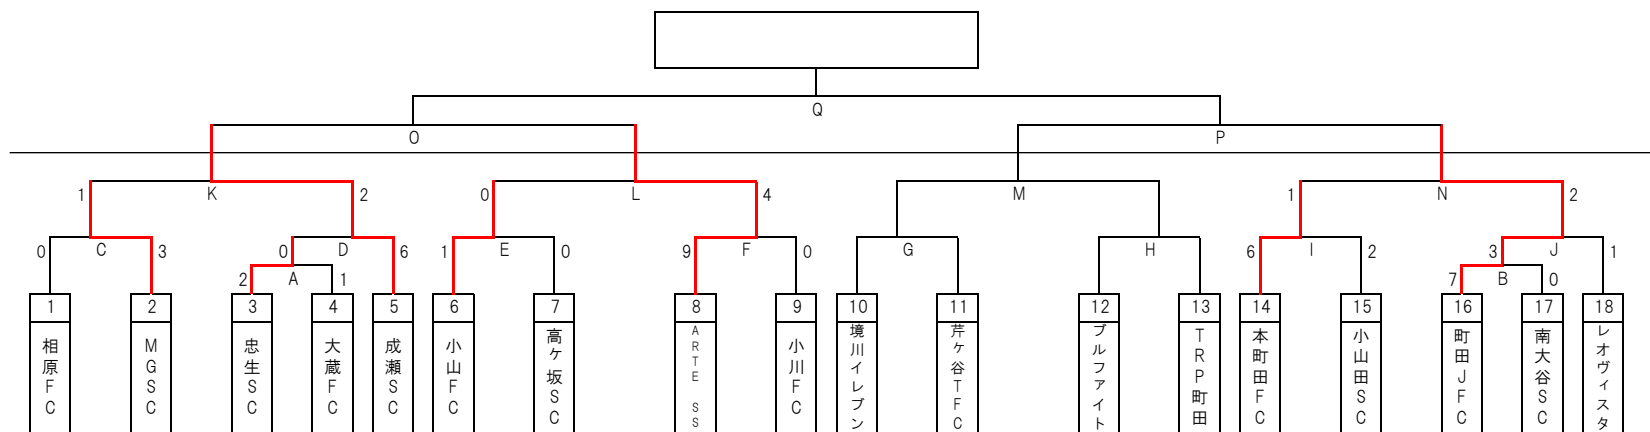 Q
O P
1 K 2 0 L 4 M 1 N 2
0 C 3 0 D 6 1 E 0 9 F 0 G H 6 I 2 3 J 1
2 A 1 7 B 0
1 2 3 4 5 6 7 8 9 10 11 12 13 14 15 16 17 18
相原FC
MGSC
忠生SC
大蔵FC
成瀬SC
小山FC
高ヶ坂SC
ARTE SS
小川FC
境川イレブン
芹ヶ谷TFC
ブルファイト
TRP町田
本町田FC
小山田SC
町田JFC
南大谷SC
レオヴィスタ